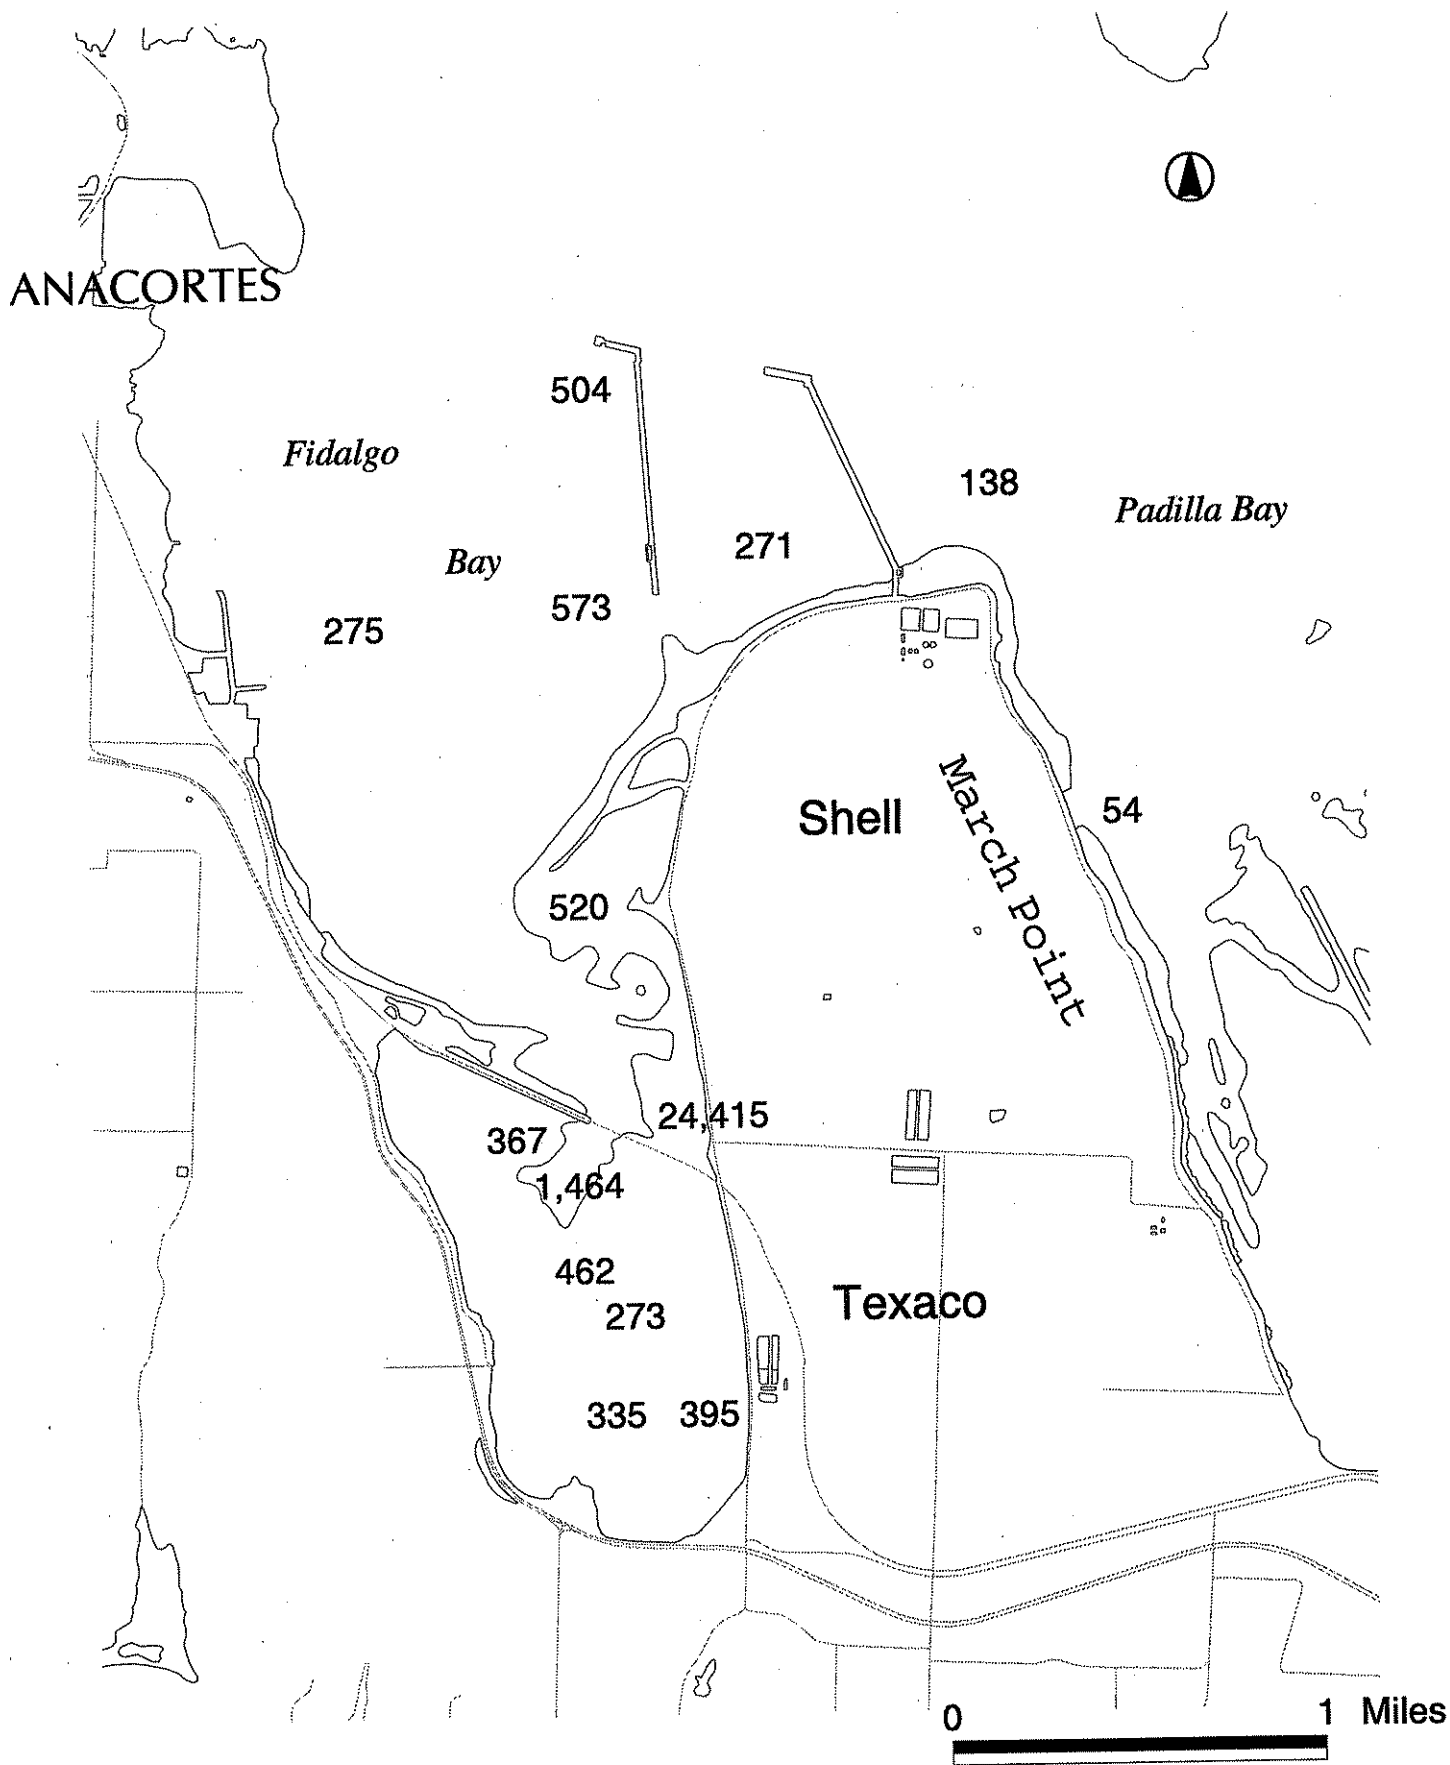 ANACORTES
504
Fidalgo
138
Padilla Bay
271
Bay
573
275
Shell
March Point
54
520
24,415
367
1,464
462
273
Texaco
335
395
0
1 Miles